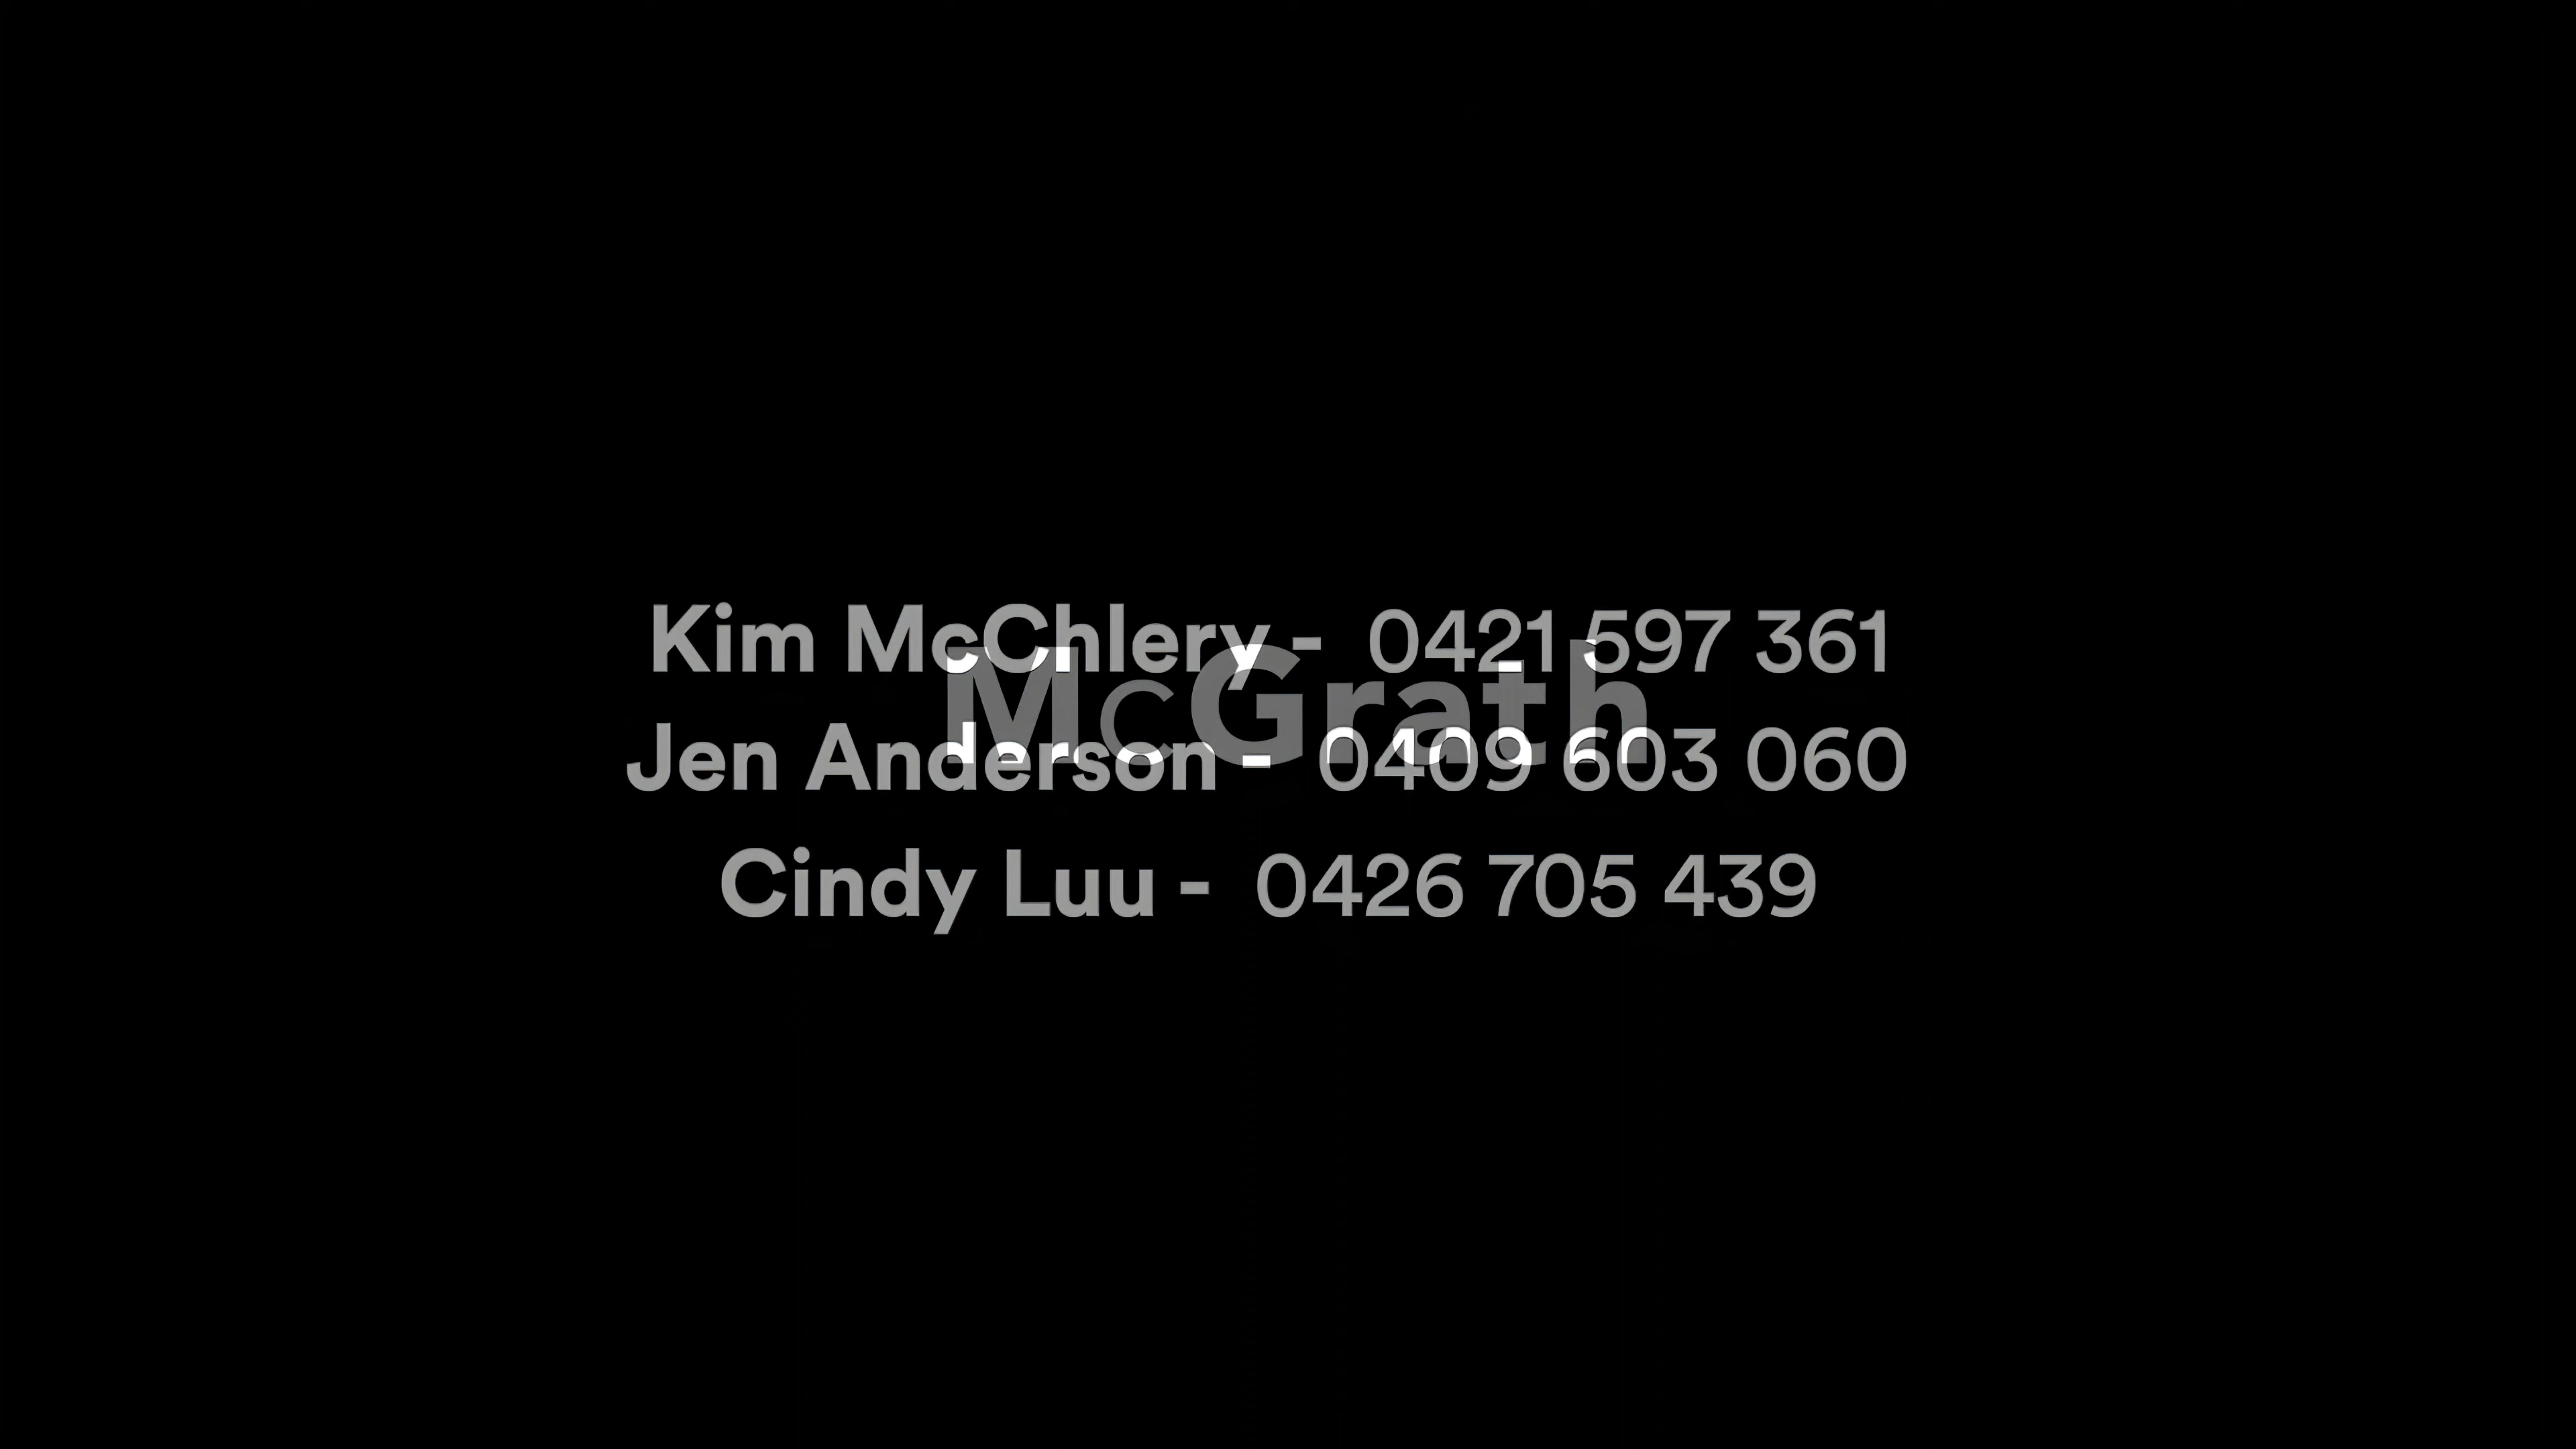 Kim McChlery - 0421 597 361
McGrath
Jen Anderson - 0409 603 060
Cindy Luu - 0426 705 439